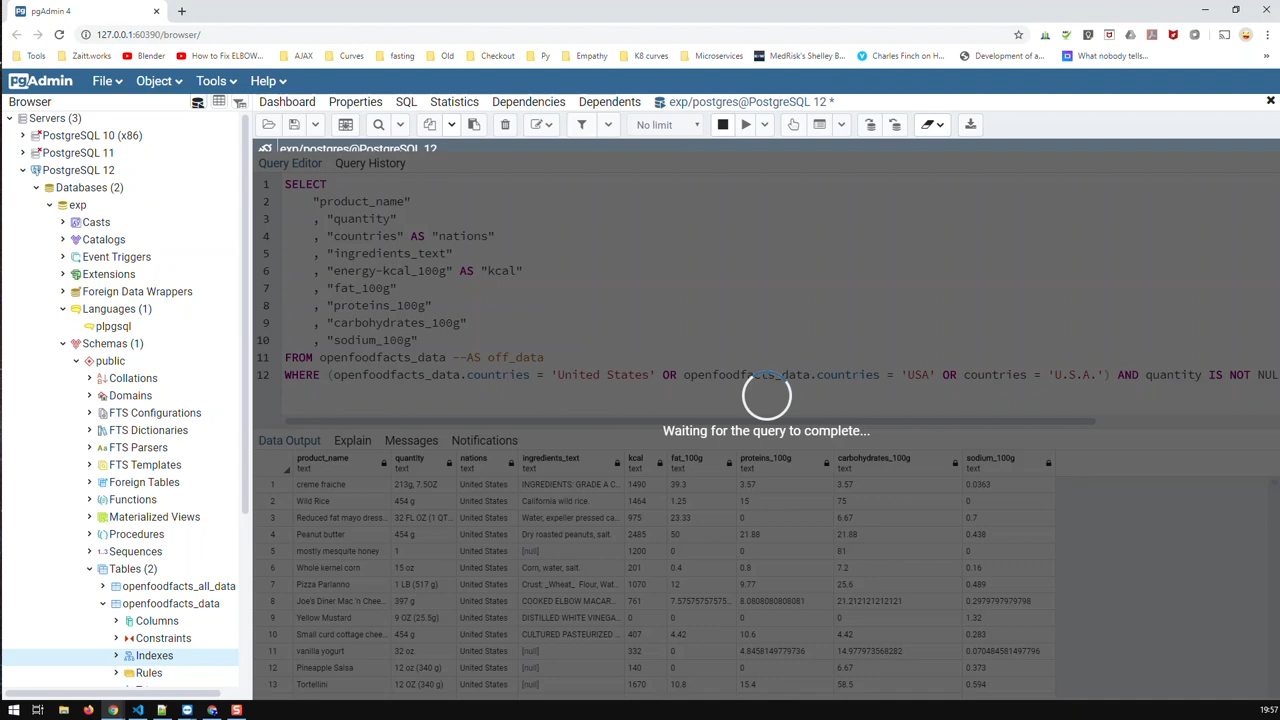 pgAdmin 4
127.0.0.1:60390/browser/
Tools Zaitt.works Blender How to Fix ELBOW... AJAX Curves fasting Old Checkout Py Empathy K8 curves Microservices MedRisk's Shelley B... Charles Finch on H... Development of a... What nobody tells...
pgAdmin File Object Tools Help
Browser
Dashboard Properties SQL Statistics Dependencies Dependents exp/postgres@PostgreSQL 12 *
Servers (3)
PostgreSQL 10 (x86)
PostgreSQL 11
PostgreSQL 12
Databases (2)
exp
Casts
Catalogs
Event Triggers
Extensions
Foreign Data Wrappers
Languages (1)
plpgsql
Schemas (1)
public
Collations
Domains
FTS Configurations
FTS Dictionaries
FTS Parsers
FTS Templates
Foreign Tables
Functions
Materialized Views
Procedures
Sequences
Tables (2)
openfoodfacts_all_data
openfoodfacts_data
Columns
Constraints
Indexes
Rules
No limit
exp/postgres@PostgreSQL 12
Query Editor Query History
1 SELECT
2 "product_name"
3 , "quantity"
4 , "countries" AS "nations"
5 , "ingredients_text"
6 , "energy-kcal_100g" AS "kcal"
7 , "fat_100g"
8 , "proteins_100g"
9 , "carbohydrates_100g"
10 , "sodium_100g"
11 FROM openfoodfacts_data --AS off_data
12 WHERE (openfoodfacts_data.countries = 'United States' OR openfoodfacts_data.countries = 'USA' OR countries = 'U.S.A.') AND quantity IS NOT NUL
Waiting for the query to complete...
Data Output Explain Messages Notifications
product_name quantity nations ingredients_text kcal fat_100g proteins_100g carbohydrates_100g sodium_100g
text text text text text text text text text
1 creme fraiche 213g, 7.5OZ United States INGREDIENTS: GRADE A C... 1490 39.3 3.57 3.57 0.0363
2 Wild Rice 454 g United States California wild rice. 1464 1.25 15 75 0
3 Reduced fat mayo dress... 32 FL OZ (1 QT... United States Water, expeller pressed ca... 975 23.33 0 6.67 0.7
4 Peanut butter 454 g United States Dry roasted peanuts, salt. 2485 50 21.88 21.88 0.438
5 mostly mesquite honey 1 United States [null] 1200 0 0 81 0
6 Whole kernel corn 15 oz United States Corn, water, salt. 201 0.4 0.8 7.2 0.16
7 Pizza Parlanno 1 LB (517 g) United States Crust: _Wheat_ Flour, Wat... 1070 12 9.77 25.6 0.489
8 Joe's Diner Mac 'n Chee... 397 g United States COOKED ELBOW MACAR... 761 7.57575757575... 8.0808080808081 21.212121212121 0.2979797979798
9 Yellow Mustard 9 OZ (25.5g) United States DISTILLED WHITE VINEGA... 0 0 0 0 1.32
10 Small curd cottage chee... 454 g United States CULTURED PASTEURIZED ... 407 4.42 10.6 4.42 0.283
11 vanilla yogurt 32 oz United States [null] 332 0 4.8458149779736 14.977973568282 0.070484581497796
12 Pineapple Salsa 12 oz (340 g) United States [null] 140 0 0 6.67 0.373
13 Tortellini 12 OZ (340 g) United States [null] 1670 10.8 15.4 58.5 0.594
19:57